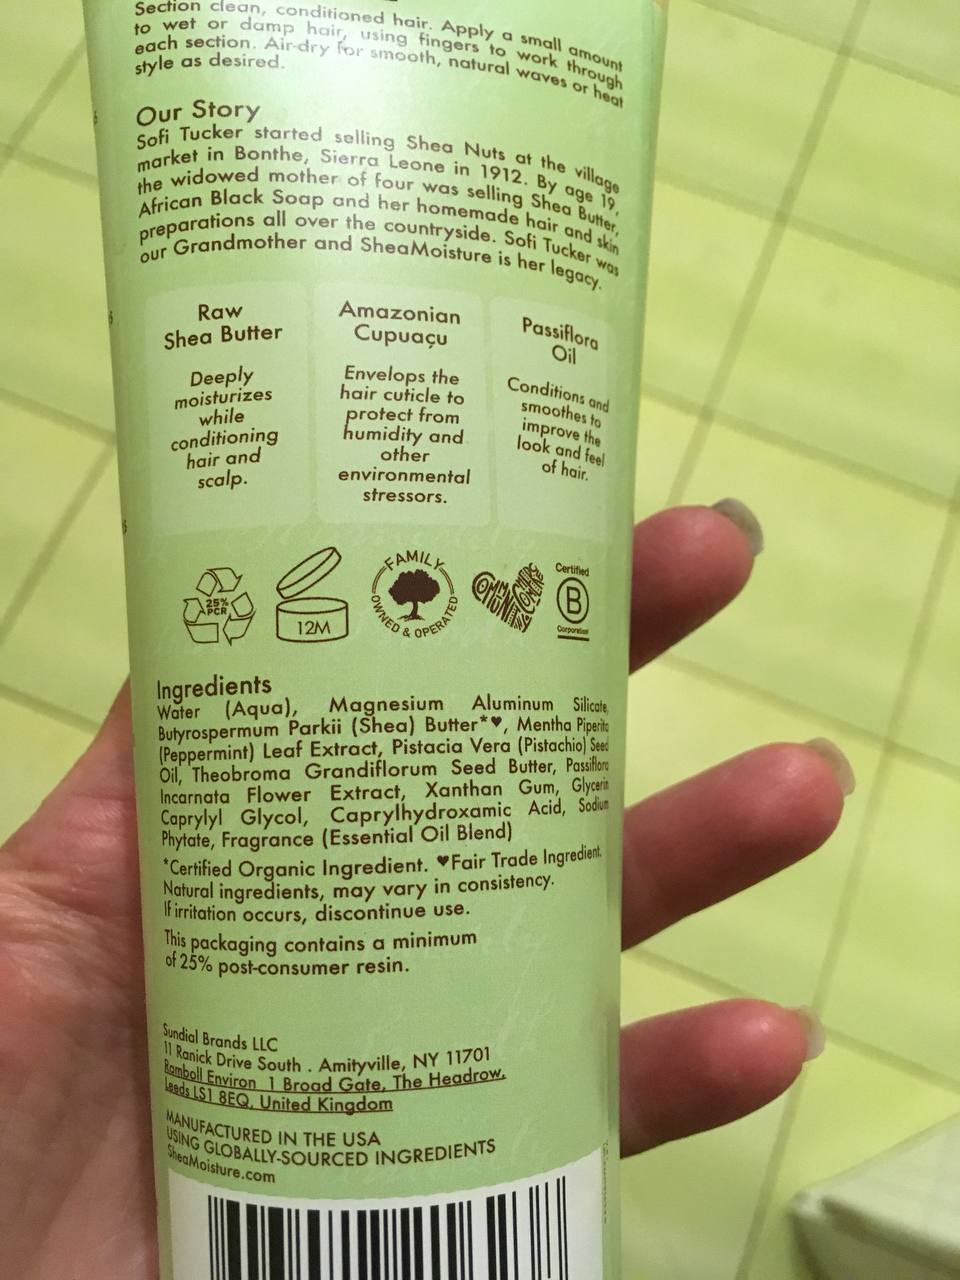 Section clean, conditioned hair. Apply a small amount
to wet or damp hair, using fingers to work through
each section. Air-dry for smooth, natural waves or heat
style as desired.
Our Story
Sofi Tucker started selling Shea Nuts at the village
market in Bonthe, Sierra Leone in 1912. By age 19,
the widowed mother of four was selling Shea Butter,
African Black Soap and her homemade hair and skin
preparations all over the countryside. Sofi Tucker was
our Grandmother and SheaMoisture is her legacy.
Raw
Shea Butter
Deeply
moisturizes
while
conditioning
hair and
scalp.
Amazonian
Cupuaçu
Envelops the
hair cuticle to
protect from
humidity and
other
environmental
stressors.
Passiflora
Oil
Conditions and
smoothes to
improve the
look and feel
of hair.
25%
PCR
12M
FAMILY
OWNED & OPERATED
COMMUNITY
COMMERCE
Certified
B
Corporation
Ingredients
Water (Aqua), Magnesium Aluminum Silicate,
Butyrospermum Parkii (Shea) Butter*♥, Mentha Piperita
(Peppermint) Leaf Extract, Pistacia Vera (Pistachio) Seed
Oil, Theobroma Grandiflorum Seed Butter, Passiflora
Incarnata Flower Extract, Xanthan Gum, Glycerin
Caprylyl Glycol, Caprylhydroxamic Acid, Sodium
Phytate, Fragrance (Essential Oil Blend)
*Certified Organic Ingredient. ♥Fair Trade Ingredient.
Natural ingredients, may vary in consistency.
If irritation occurs, discontinue use.
This packaging contains a minimum
of 25% post-consumer resin.
Sundial Brands LLC
11 Ranick Drive South . Amityville, NY 11701
Ramboll Environ 1 Broad Gate, The Headrow,
Leeds LS1 8EQ, United Kingdom
MANUFACTURED IN THE USA
USING GLOBALLY-SOURCED INGREDIENTS
SheaMoisture.com